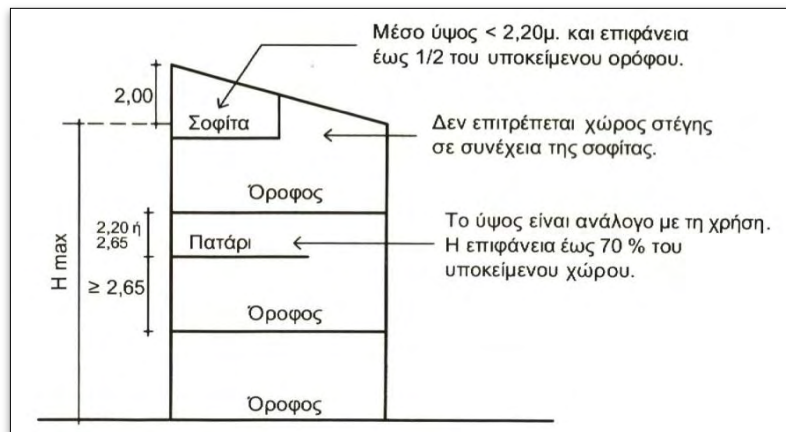 Μέσο ύψος < 2,20μ. και επιφάνεια
έως 1/2 του υποκείμενου ορόφου.
2,00
Σοφίτα
Δεν επιτρέπεται χώρος στέγης
σε συνέχεια της σοφίτας.
Όροφος
2,20 ή
2,65
Πατάρι
Το ύψος είναι ανάλογο με τη χρήση.
Η επιφάνεια έως 70 % του
υποκείμενου χώρου.
H max
≥ 2,65
Όροφος
Όροφος